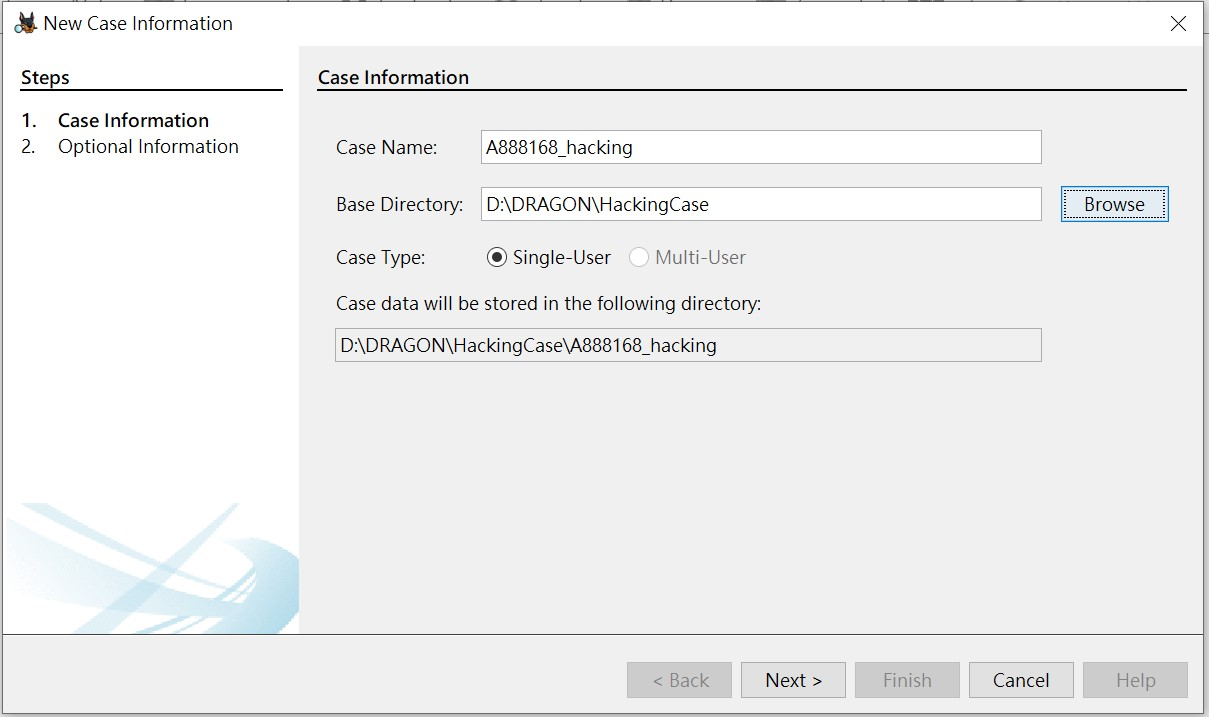 New Case Information
Steps
1. Case Information
2. Optional Information
Case Information
Case Name: A888168_hacking
Base Directory: D:\DRAGON\HackingCase Browse
Case Type: Single-User Multi-User
Case data will be stored in the following directory:
D:\DRAGON\HackingCase\A888168_hacking
< Back Next > Finish Cancel Help